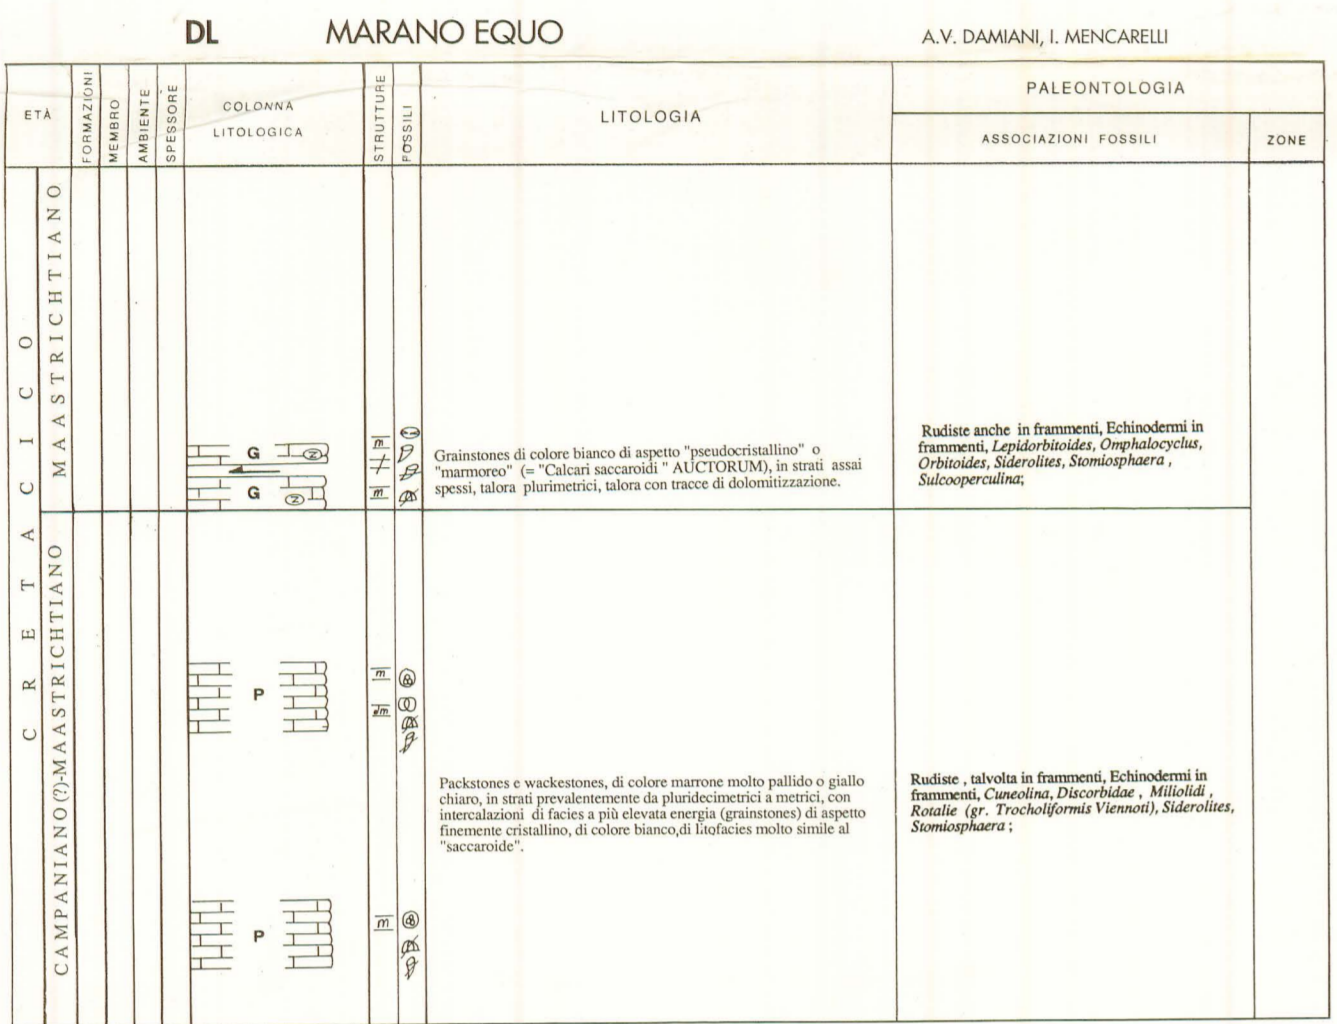 DL MARANO EQUO A.V. DAMIANI, I. MENCARELLI
ETÀ
FORMAZIONI
MEMBRO
AMBIENTE
SPESSORE
COLONNA
LITOLOGICA
STRUTTURE
FOSSILI
LITOLOGIA
PALEONTOLOGIA
ASSOCIAZIONI FOSSILI
ZONE
CRETACICO
MAASTRICHTIANO
G Z
G Z
m
m
Grainstones di colore bianco di aspetto "pseudocristallino" o
"marmoreo" (= "Calcari saccaroidi " AUCTORUM), in strati assai
spessi, talora plurimetrici, talora con tracce di dolomitizzazione.
Rudiste anche in frammenti, Echinodermi in
frammenti, Lepidorbitoides, Omphalocyclus,
Orbitoides, Siderolites, Stomiosphaera ,
Sulcooperculina;
CAMPANIANO(?)-MAASTRICHTIANO
P
m
dm
Packstones e wackestones, di colore marrone molto pallido o giallo
chiaro, in strati prevalentemente da pluridecimetrici a metrici, con
intercalazioni di facies a più elevata energia (grainstones) di aspetto
finemente cristallino, di colore bianco,di litofacies molto simile al
"saccaroide".
Rudiste , talvolta in frammenti, Echinodermi in
frammenti, Cuneolina, Discorbidae , Miliolidi ,
Rotalie (gr. Trocholiformis Viennoti), Siderolites,
Stomiosphaera ;
P
m